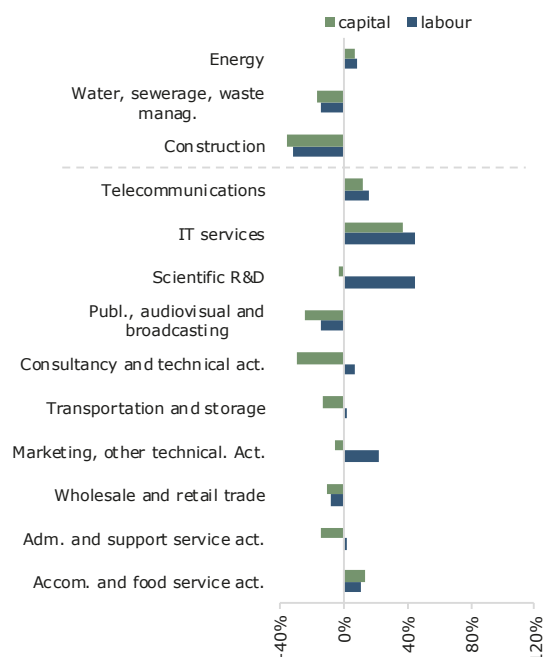 capital labour
Energy
Water, sewerage, waste
manag.
Construction
Telecommunications
IT services
Scientific R&D
Publ., audiovisual and
broadcasting
Consultancy and technical act.
Transportation and storage
Marketing, other technical. Act.
Wholesale and retail trade
Adm. and support service act.
Accom. and food service act.
-40% 0% 40% 80% 120%